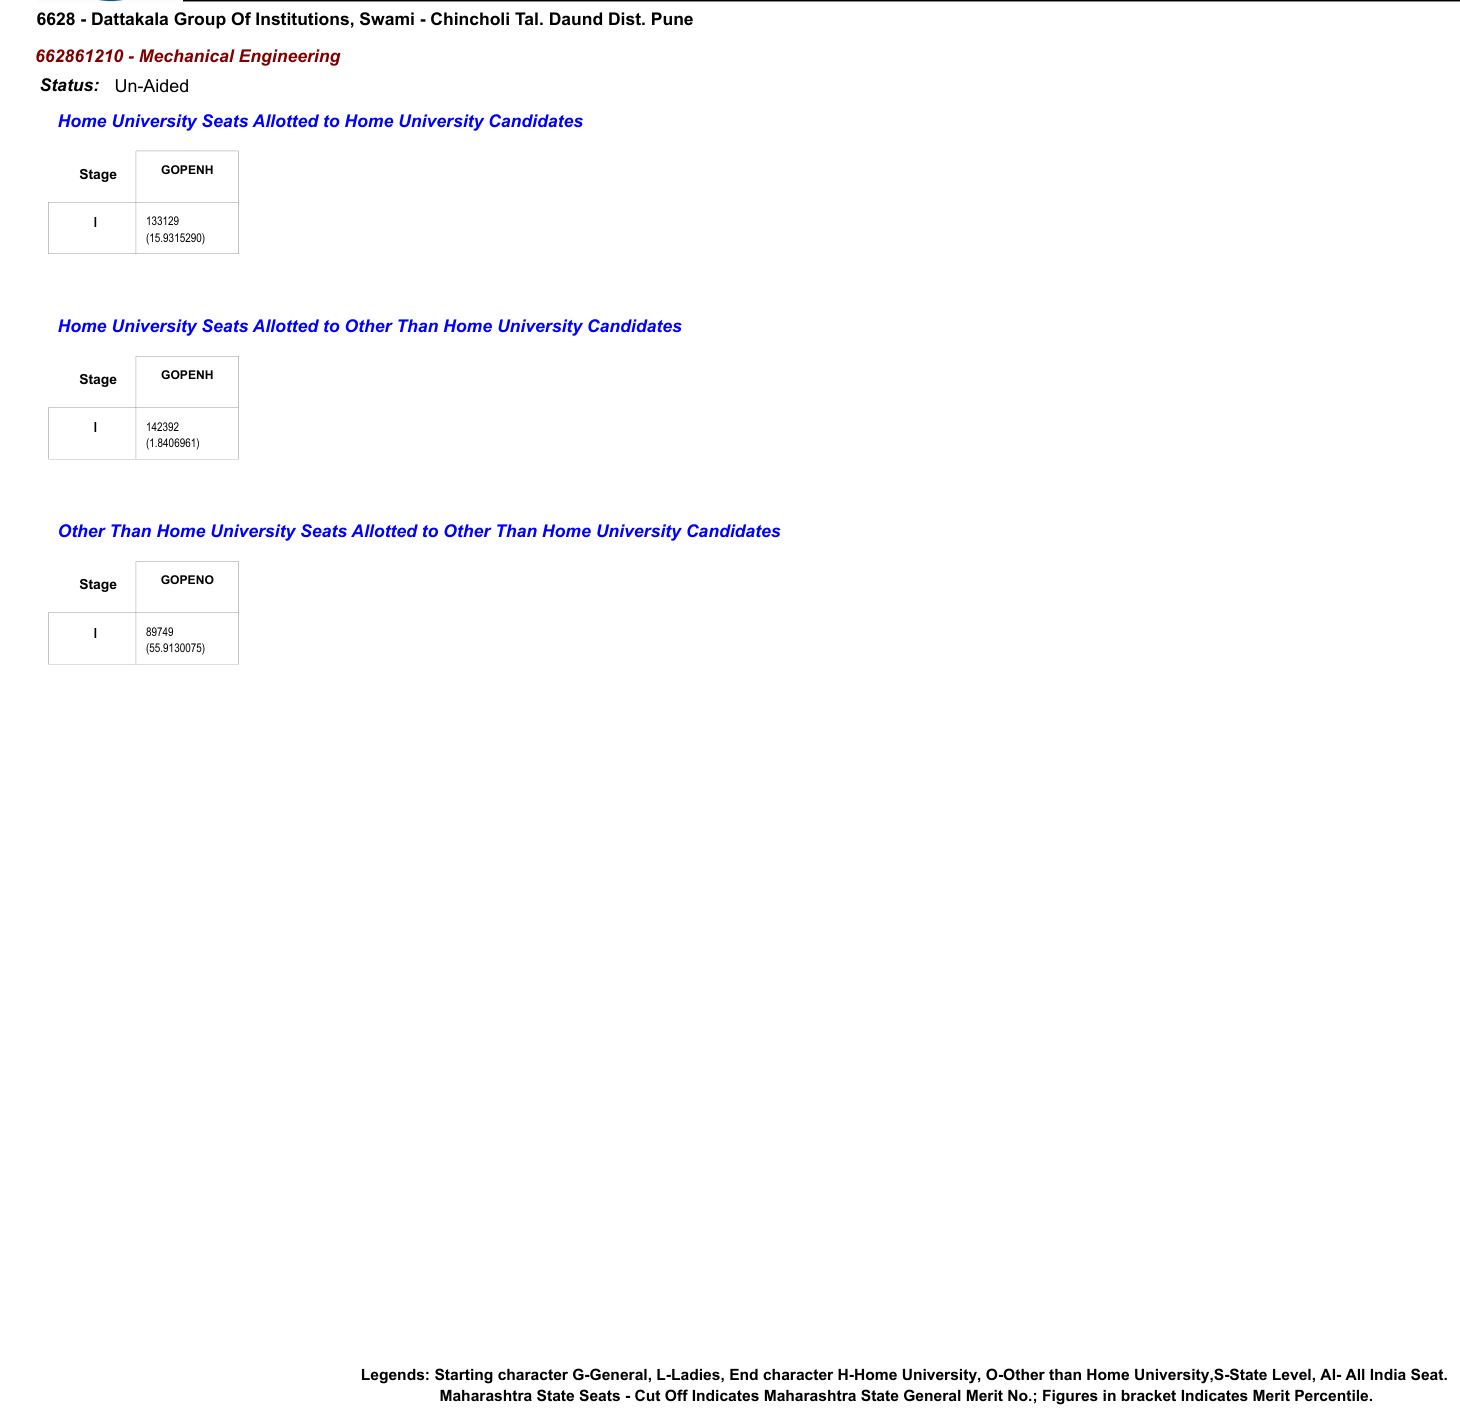 6628 - Dattakala Group Of Institutions, Swami - Chincholi Tal. Daund Dist. Pune
662861210 - Mechanical Engineering
Status: Un-Aided
Home University Seats Allotted to Home University Candidates
Stage GOPENH
I 133129
(15.9315290)
Home University Seats Allotted to Other Than Home University Candidates
Stage GOPENH
I 142392
(1.8406961)
Other Than Home University Seats Allotted to Other Than Home University Candidates
Stage GOPENO
I 89749
(55.9130075)
Legends: Starting character G-General, L-Ladies, End character H-Home University, O-Other than Home University,S-State Level, AI- All India Seat.
Maharashtra State Seats - Cut Off Indicates Maharashtra State General Merit No.; Figures in bracket Indicates Merit Percentile.